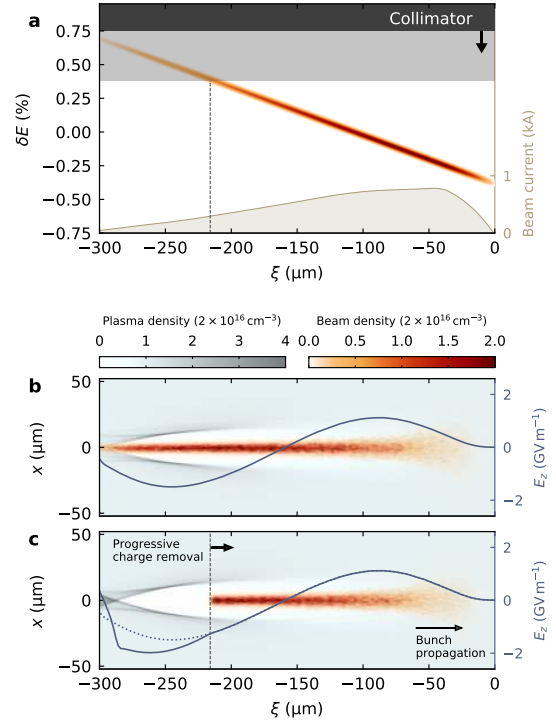 a
Collimator
0.75
0.50
0.25
0.00
−0.25
−0.50
−0.75
δE (%)
1
0
Beam current (kA)
−300 −250 −200 −150 −100 −50 0
ξ (μm)
Plasma density (2 × 10¹⁶ cm⁻³)
0 1 2 3 4
Beam density (2 × 10¹⁶ cm⁻³)
0.0 0.5 1.0 1.5 2.0
b
50
0
−50
x (μm)
2
0
−2
E_z (GV m⁻¹)
c
Progressive
charge removal
50
0
−50
x (μm)
2
0
−2
E_z (GV m⁻¹)
Bunch
propagation
−300 −250 −200 −150 −100 −50 0
ξ (μm)